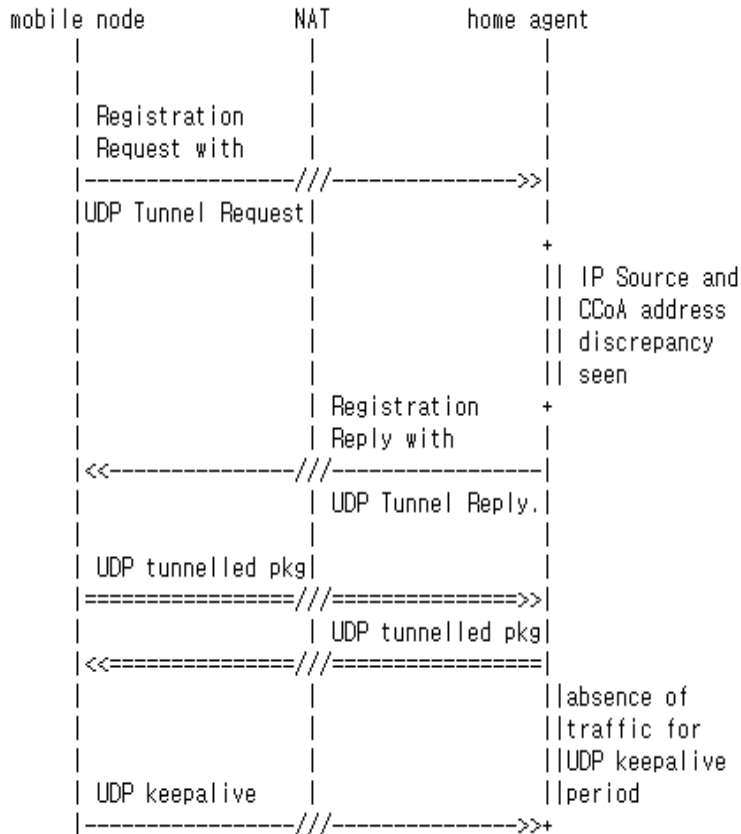 mobile node NAT home agent
Registration
Request with
UDP Tunnel Request
IP Source and
CCoA address
discrepancy
seen
Registration
Reply with
UDP Tunnel Reply.
UDP tunnelled pkg
UDP tunnelled pkg
absence of
traffic for
UDP keepalive
UDP keepalive period